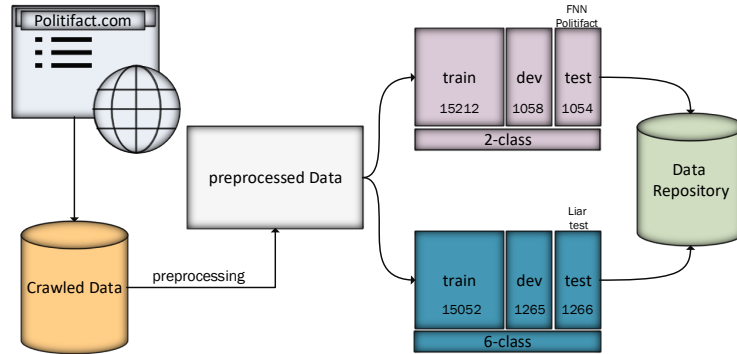 Politifact.com
Crawled Data
preprocessing
preprocessed Data
FNN
Politifact
train
dev
test
15212
1058
1054
2-class
Liar
test
train
dev
test
15052
1265
1266
6-class
Data
Repository